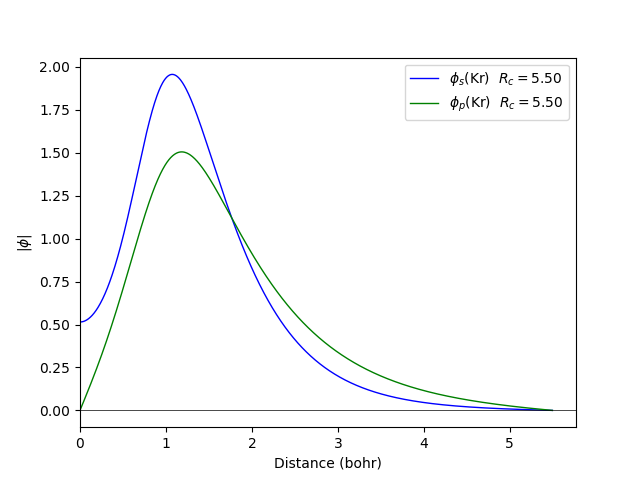 ϕs(Kr) Rc = 5.50
ϕp(Kr) Rc = 5.50
2.00
1.75
1.50
1.25
1.00
0.75
0.50
0.25
0.00
|ϕ|
0 1 2 3 4 5
Distance (bohr)